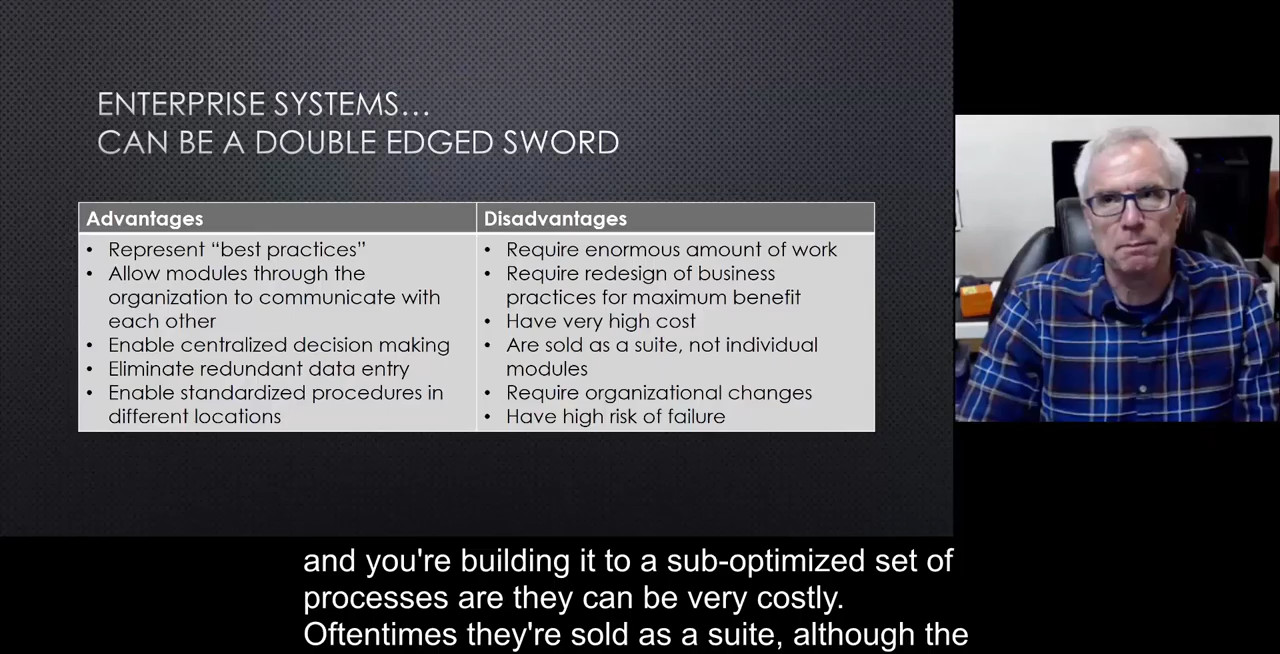 ENTERPRISE SYSTEMS…
CAN BE A DOUBLE EDGED SWORD
Advantages
• Represent “best practices”
• Allow modules through the
organization to communicate with
each other
• Enable centralized decision making
• Eliminate redundant data entry
• Enable standardized procedures in
different locations
Disadvantages
• Require enormous amount of work
• Require redesign of business
practices for maximum benefit
• Have very high cost
• Are sold as a suite, not individual
modules
• Require organizational changes
• Have high risk of failure
and you're building it to a sub-optimized set of
processes are they can be very costly.
Oftentimes they're sold as a suite, although the